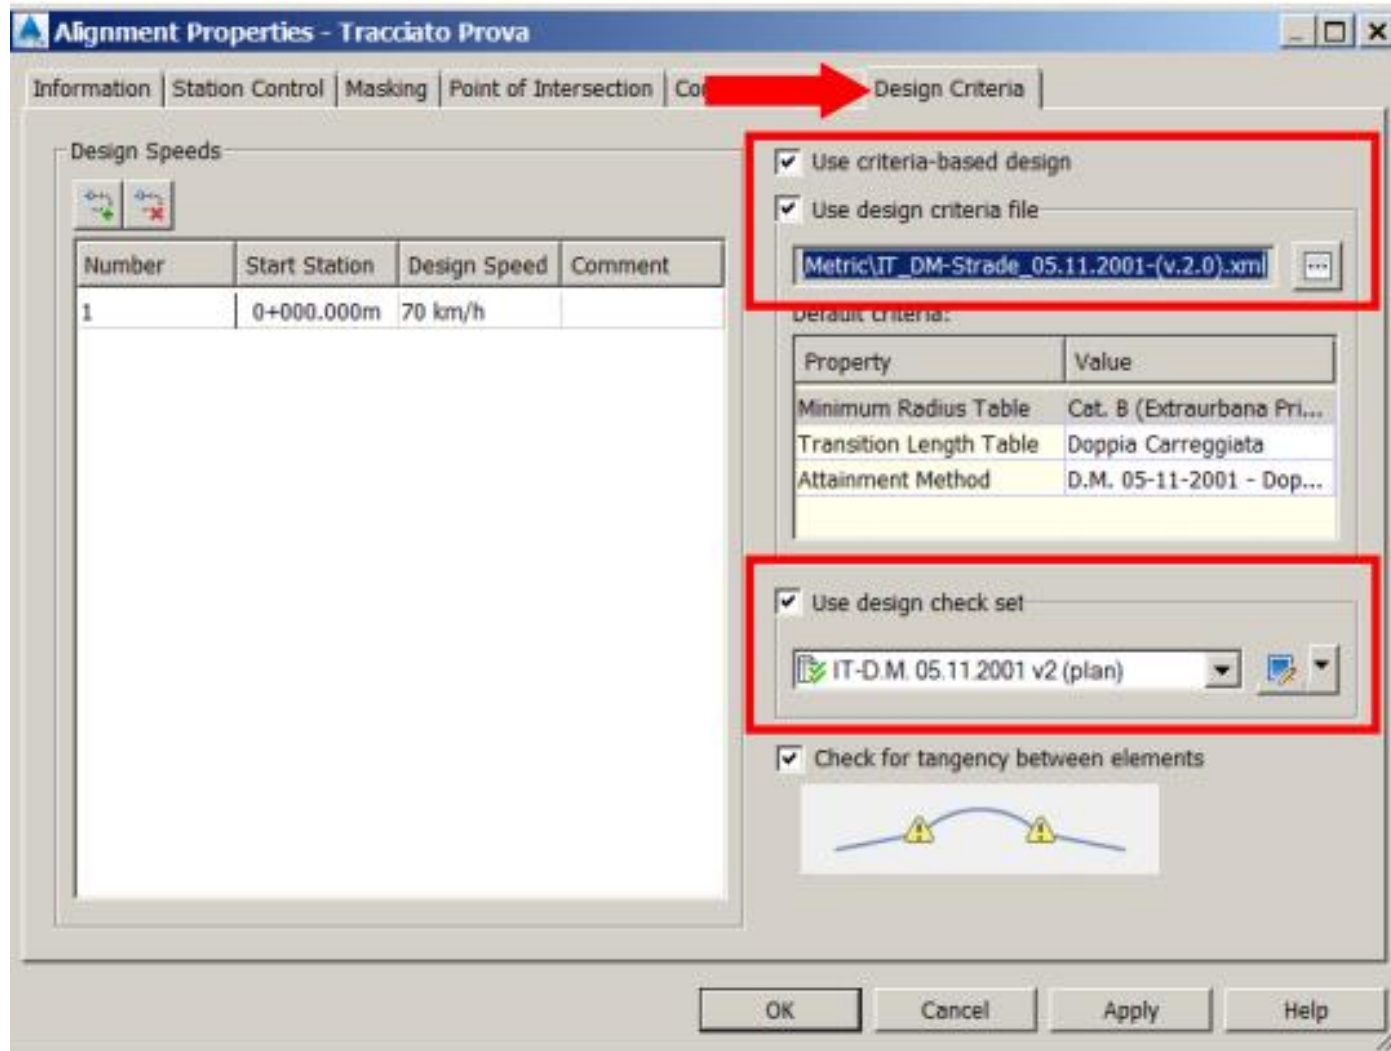 Alignment Properties - Tracciato Prova
Information Station Control Masking Point of Intersection Design Criteria
Design Speeds
Number Start Station Design Speed Comment
1 0+000.000m 70 km/h
Use criteria-based design
Use design criteria file
Metric\IT_DM-Strade_05.11.2001-(v.2.0).xml ...
Default criteria:
Property Value
Minimum Radius Table Cat. B (Extraurbana Pri...
Transition Length Table Doppia Carreggiata
Attainment Method D.M. 05-11-2001 - Dop...
Use design check set
IT-D.M. 05.11.2001 v2 (plan)
Check for tangency between elements
OK Cancel Apply Help